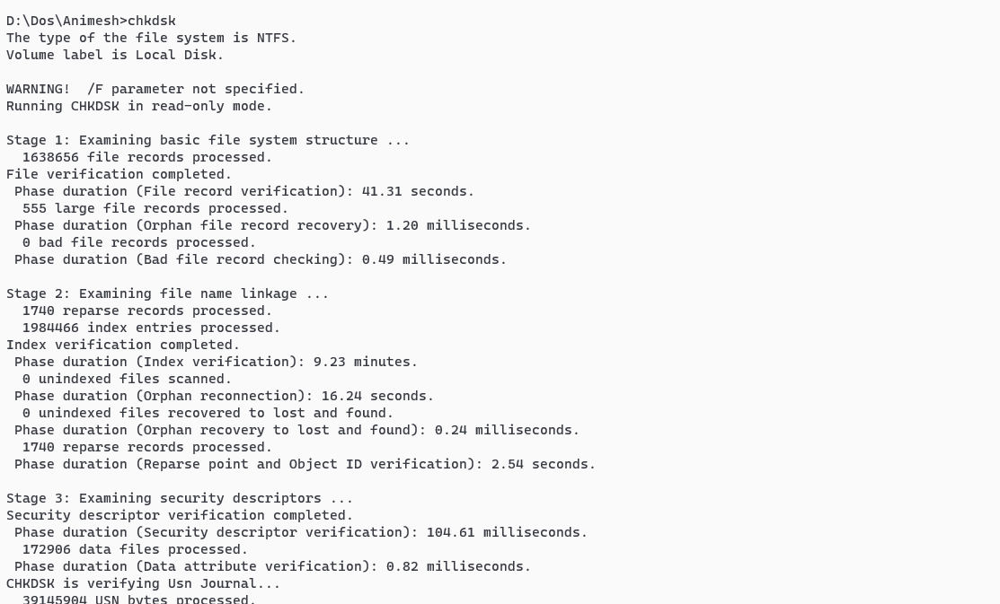 D:\Dos\Animesh>chkdsk
The type of the file system is NTFS.
Volume label is Local Disk.

WARNING!  /F parameter not specified.
Running CHKDSK in read-only mode.

Stage 1: Examining basic file system structure ...
  1638656 file records processed.
File verification completed.
 Phase duration (File record verification): 41.31 seconds.
  555 large file records processed.
 Phase duration (Orphan file record recovery): 1.20 milliseconds.
  0 bad file records processed.
 Phase duration (Bad file record checking): 0.49 milliseconds.

Stage 2: Examining file name linkage ...
  1740 reparse records processed.
  1984466 index entries processed.
Index verification completed.
 Phase duration (Index verification): 9.23 minutes.
  0 unindexed files scanned.
 Phase duration (Orphan reconnection): 16.24 seconds.
  0 unindexed files recovered to lost and found.
 Phase duration (Orphan recovery to lost and found): 0.24 milliseconds.
  1740 reparse records processed.
 Phase duration (Reparse point and Object ID verification): 2.54 seconds.

Stage 3: Examining security descriptors ...
Security descriptor verification completed.
 Phase duration (Security descriptor verification): 104.61 milliseconds.
  172906 data files processed.
 Phase duration (Data attribute verification): 0.82 milliseconds.
CHKDSK is verifying Usn Journal...
  39145904 USN bytes processed.